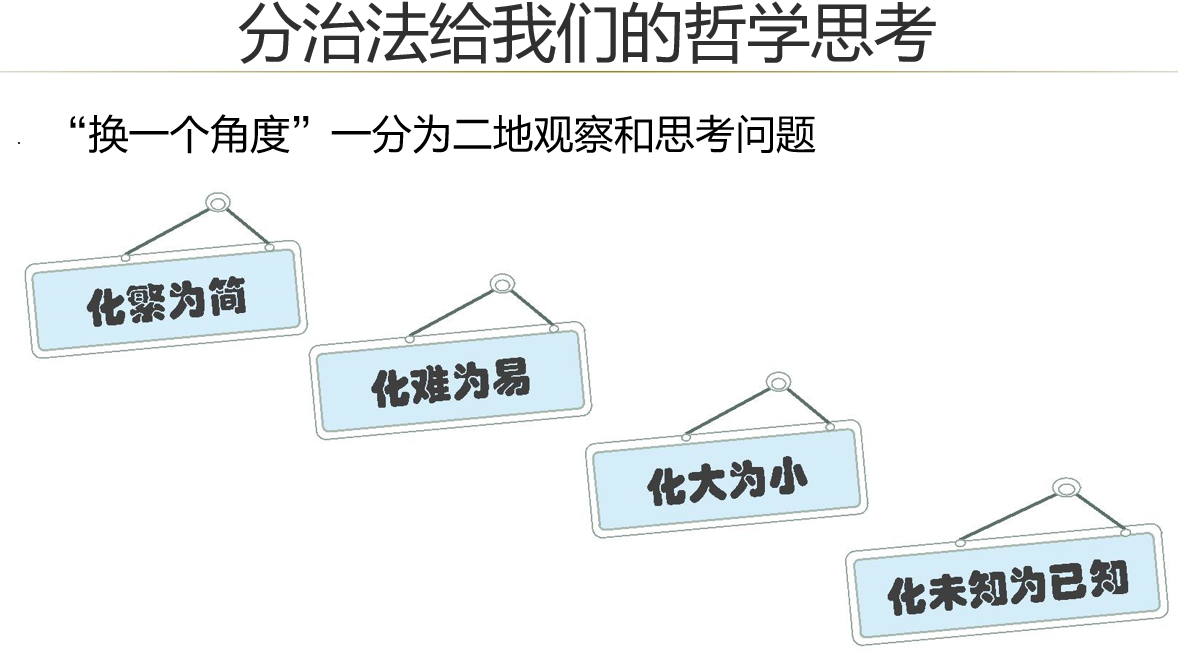 分治法给我们的哲学思考
“换一个角度”一分为二地观察和思考问题
化繁为简
化难为易
化大为小
化未知为已知